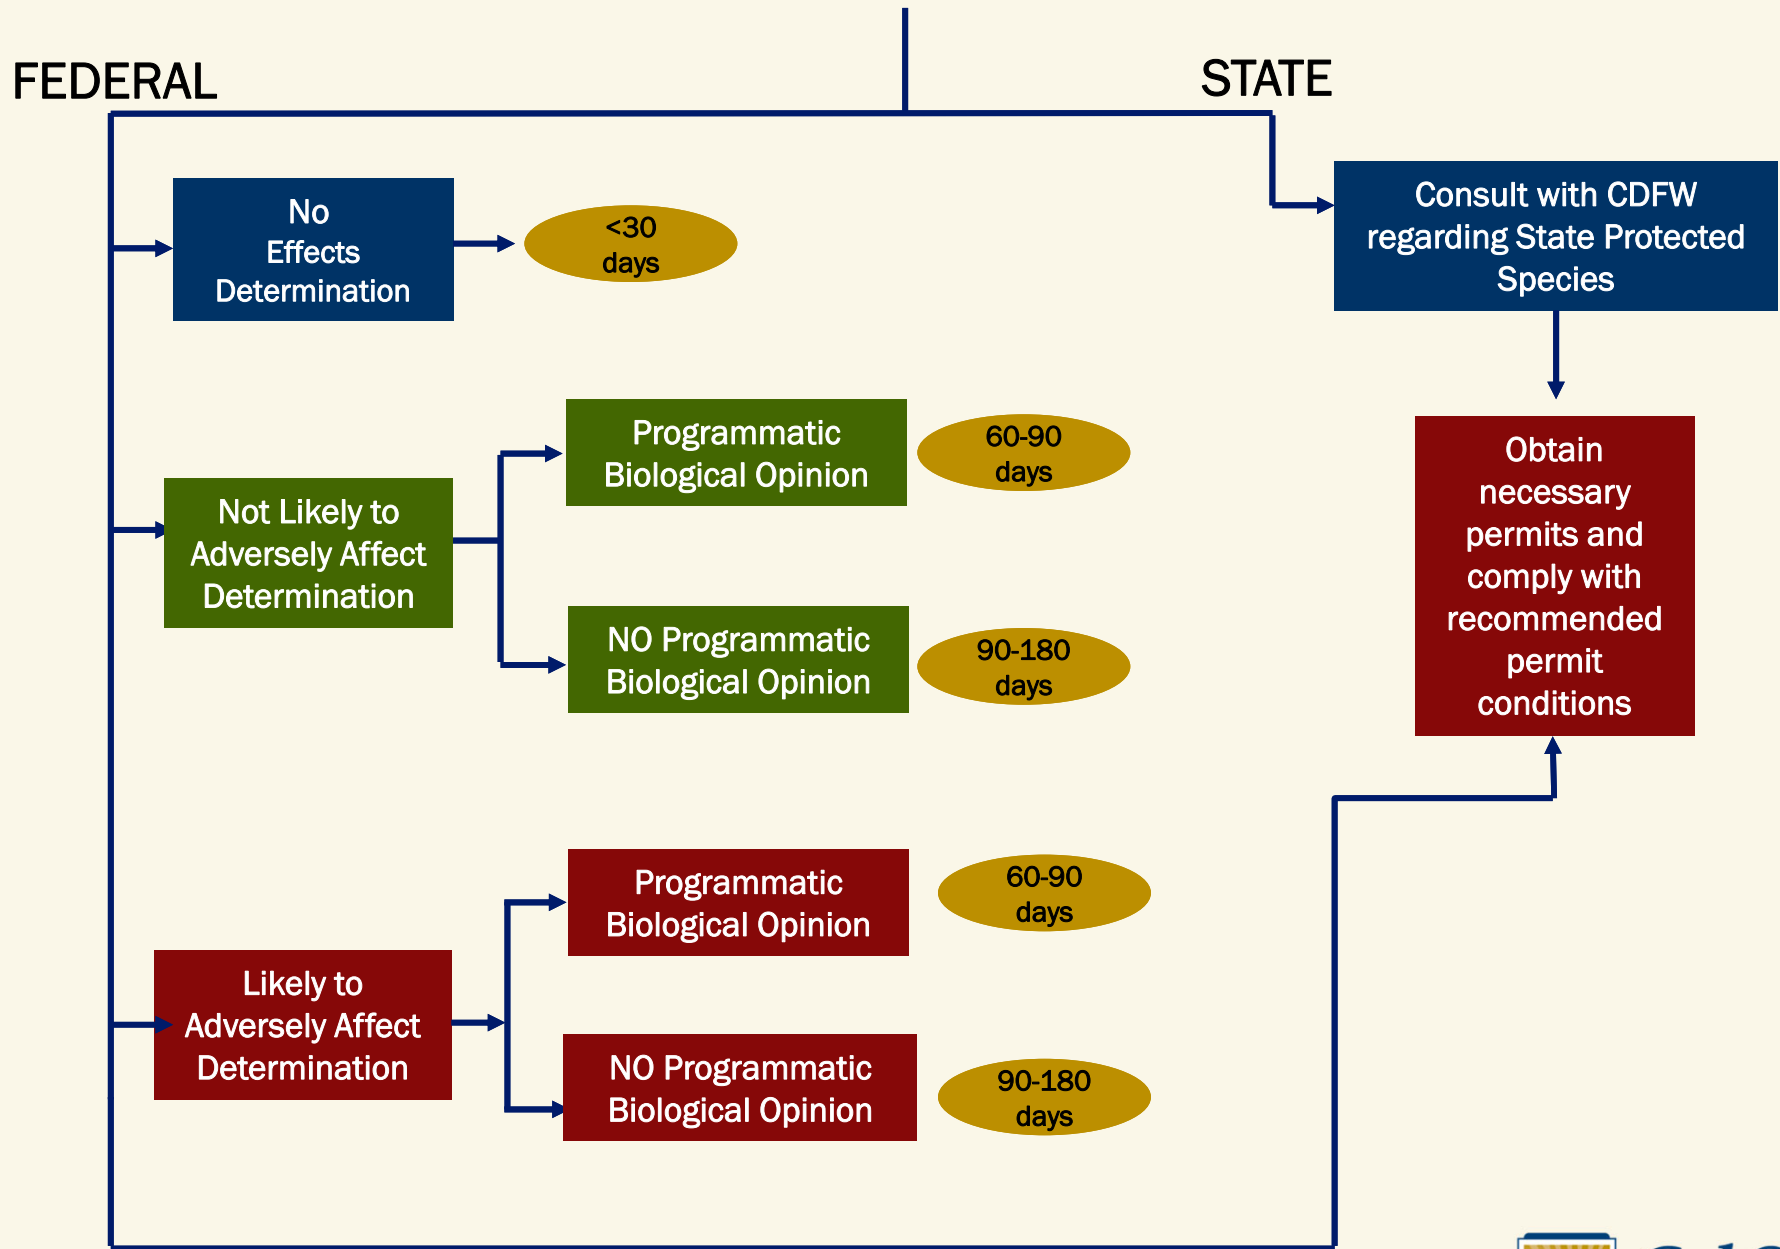 FEDERAL
STATE
No
Effects
Determination
<30
days
Consult with CDFW
regarding State Protected
Species
Programmatic
Biological Opinion
60-90
days
Not Likely to
Adversely Affect
Determination
NO Programmatic
Biological Opinion
90-180
days
Obtain
necessary
permits and
comply with
recommended
permit
conditions
Programmatic
Biological Opinion
60-90
days
Likely to
Adversely Affect
Determination
NO Programmatic
Biological Opinion
90-180
days